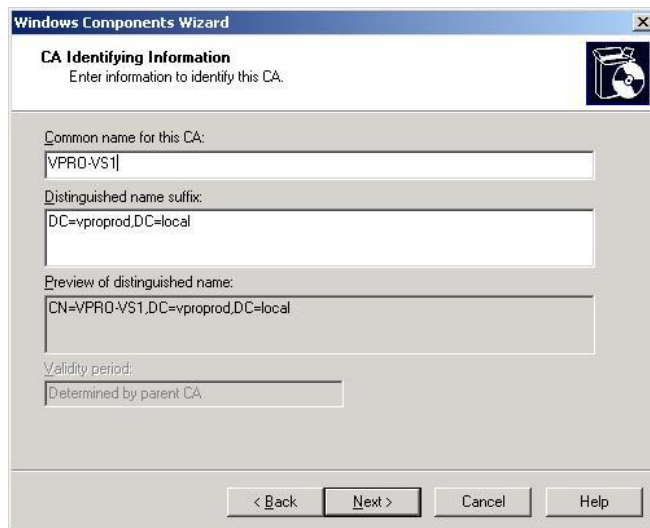 Windows Components Wizard
CA Identifying Information
Enter information to identify this CA.
Common name for this CA:
VPRO-VS1
Distinguished name suffix:
DC=vproprod,DC=local
Preview of distinguished name:
CN=VPRO-VS1,DC=vproprod,DC=local
Validity period:
Determined by parent CA
< Back Next > Cancel Help